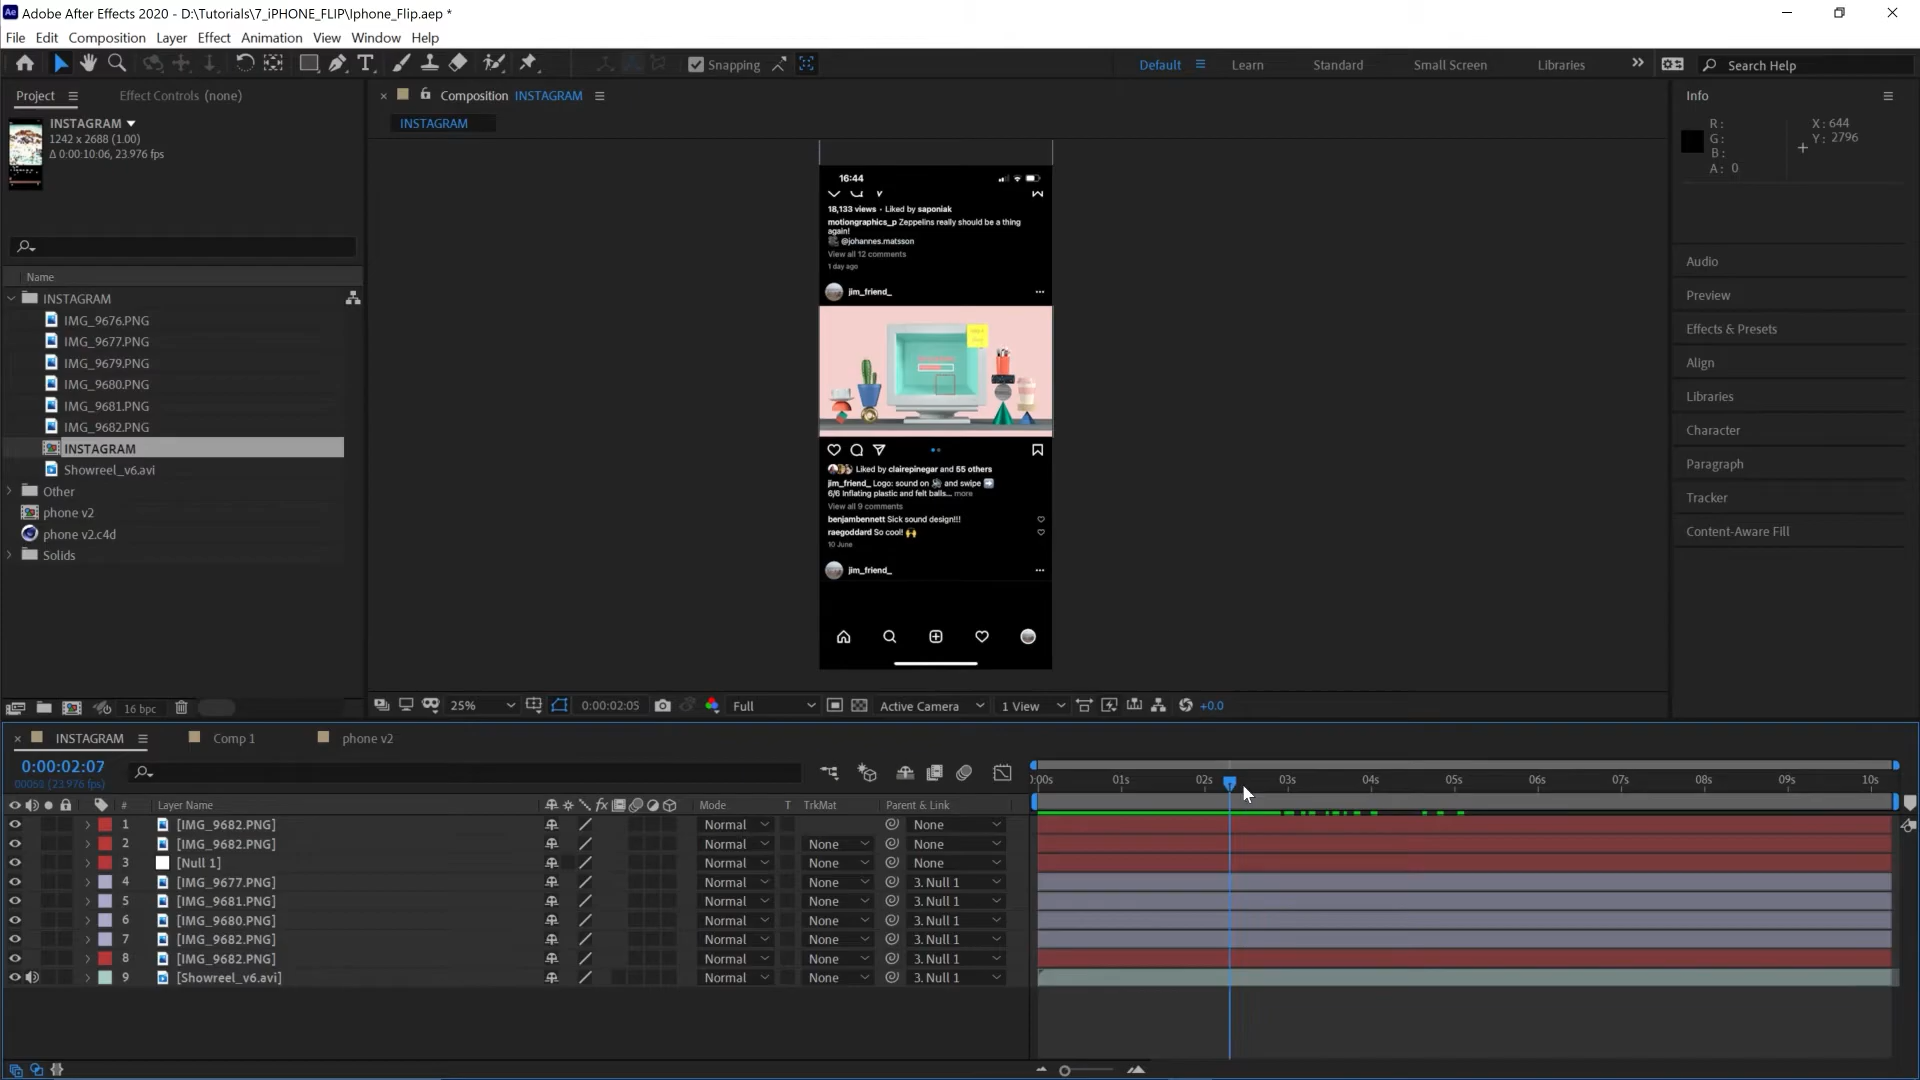 Adobe After Effects 2020 - D:\Tutorials\7_iPHONE_FLIP\Iphone_Flip.aep *
File Edit Composition Layer Effect Animation View Window Help
Snapping
Default Learn Standard Small Screen Libraries Search Help
Project Effect Controls (none)
INSTAGRAM
1242 x 2688 (1.00)
Δ 0:00:10:06, 23.976 fps
Name
INSTAGRAM
IMG_9676.PNG
IMG_9677.PNG
IMG_9679.PNG
IMG_9680.PNG
IMG_9681.PNG
IMG_9682.PNG
INSTAGRAM
Showreel_v6.avi
Other
phone v2
phone v2.c4d
Solids
16 bpc
Composition INSTAGRAM
INSTAGRAM
16:44
18,133 views · Liked by saponiak
motiongraphics_p Zeppelins really should be a thing
again!
@johannes.matsson
View all 12 comments
1 day ago
jim_friend_
Liked by clairepinegar and 55 others
jim_friend_ Logo: sound on and swipe
6/6 Inflating plastic and felt balls... more
View all 9 comments
benjambennett Sick sound design!!!
raegoddard So cool!
10 June
jim_friend_
25% 0:00:02:05 Full Active Camera 1 View +0.0
Info
R: X: 644
G: Y: 2796
B:
A: 0
Audio
Preview
Effects & Presets
Align
Libraries
Character
Paragraph
Tracker
Content-Aware Fill
INSTAGRAM Comp 1 phone v2
0:00:02:07
(23.976 fps)
:00s 01s 02s 03s 04s 05s 06s 07s 08s 09s 10s
# Layer Name Mode T TrkMat Parent & Link
1 [IMG_9682.PNG] Normal None
2 [IMG_9682.PNG] Normal None None
3 [Null 1] Normal None None
4 [IMG_9677.PNG] Normal None 3. Null 1
5 [IMG_9681.PNG] Normal None 3. Null 1
6 [IMG_9680.PNG] Normal None 3. Null 1
7 [IMG_9682.PNG] Normal None 3. Null 1
8 [IMG_9682.PNG] Normal None 3. Null 1
9 [Showreel_v6.avi] Normal None 3. Null 1